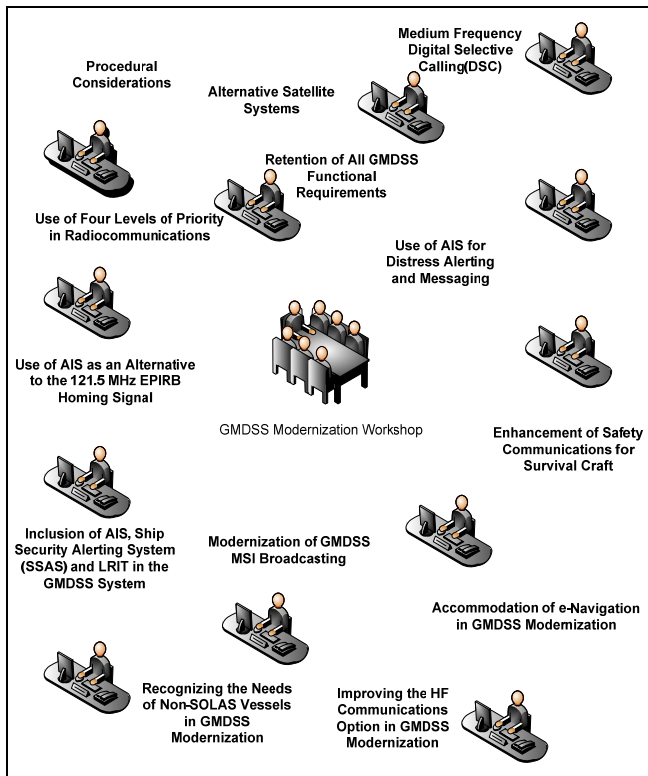 Procedural
Considerations
Alternative Satellite
Systems
Medium Frequency
Digital Selective
Calling(DSC)
Retention of All GMDSS
Functional
Requirements
Use of Four Levels of Priority
in Radiocommunications
Use of AIS for
Distress Alerting
and Messaging
Use of AIS as an Alternative
to the 121.5 MHz EPIRB
Homing Signal
GMDSS Modernization Workshop
Enhancement of Safety
Communications for
Survival Craft
Inclusion of AIS, Ship
Security Alerting System
(SSAS) and LRIT in the
GMDSS System
Modernization of GMDSS
MSI Broadcasting
Accommodation of e-Navigation
in GMDSS Modernization
Recognizing the Needs
of Non-SOLAS Vessels
in GMDSS
Modernization
Improving the HF
Communications
Option in GMDSS
Modernization